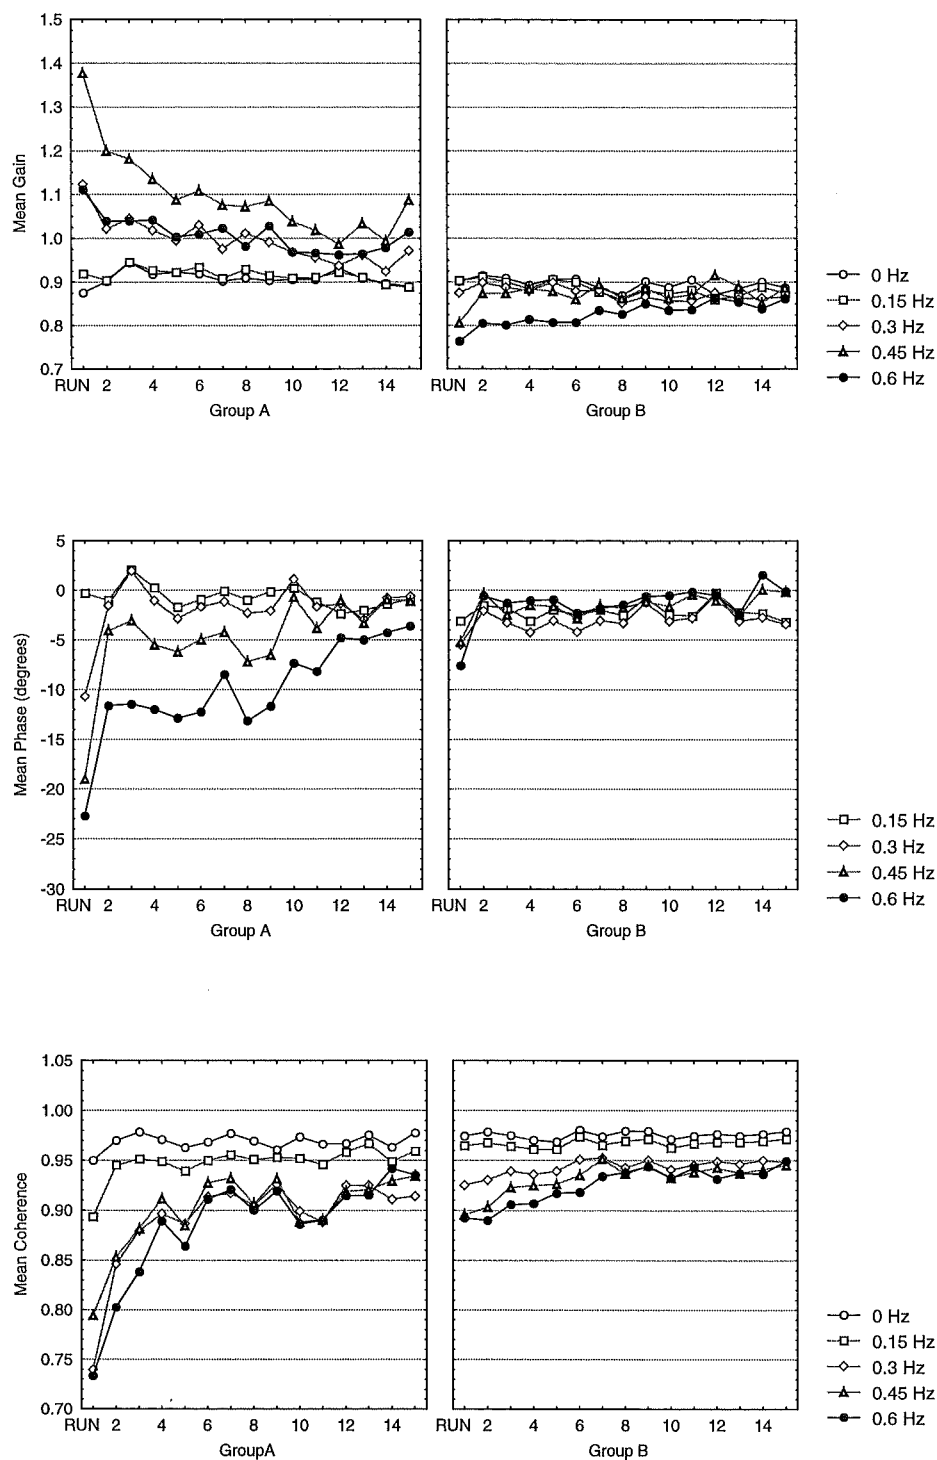 1.5
1.4
1.3
1.2
1.1
1.0
0.9
0.8
0.7
Mean Gain
RUN 2 4 6 8 10 12 14
Group A
RUN 2 4 6 8 10 12 14
Group B
0 Hz
0.15 Hz
0.3 Hz
0.45 Hz
0.6 Hz
5
0
-5
-10
-15
-20
-25
-30
Mean Phase (degrees)
RUN 2 4 6 8 10 12 14
Group A
RUN 2 4 6 8 10 12 14
Group B
0.15 Hz
0.3 Hz
0.45 Hz
0.6 Hz
1.05
1.00
0.95
0.90
0.85
0.80
0.75
0.70
Mean Coherence
RUN 2 4 6 8 10 12 14
GroupA
RUN 2 4 6 8 10 12 14
Group B
0 Hz
0.15 Hz
0.3 Hz
0.45 Hz
0.6 Hz